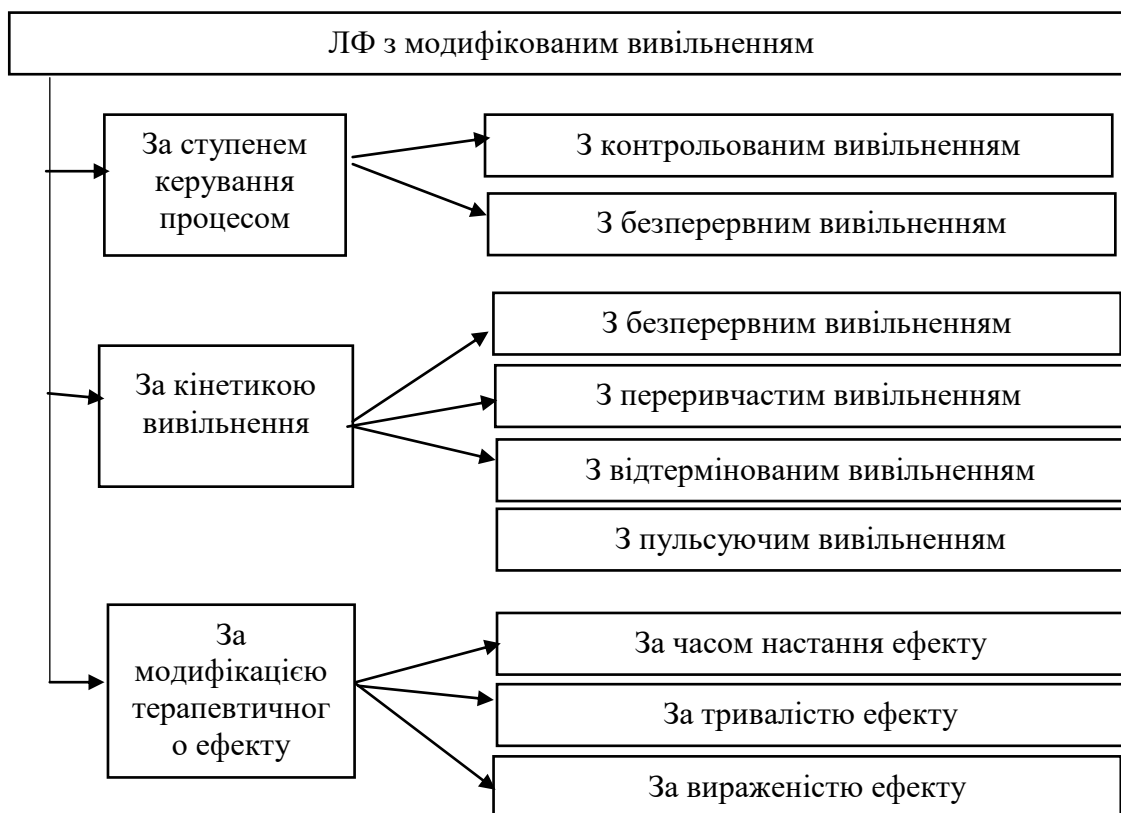 ЛФ з модифікованим вивільненням
За ступенем
керування
процесом
З контрольованим вивільненням
З безперервним вивільненням
За кінетикою
вивільнення
З безперервним вивільненням
З переривчастим вивільненням
З відтермінованим вивільненням
З пульсуючим вивільненням
За
модифікацією
терапевтичног
о ефекту
За часом настання ефекту
За тривалістю ефекту
За вираженістю ефекту